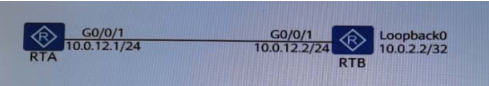 G0/0/1
10.0.12.1/24
RTA
G0/0/1
10.0.12.2/24
RTB
Loopback0
10.0.2.2/32
R
R